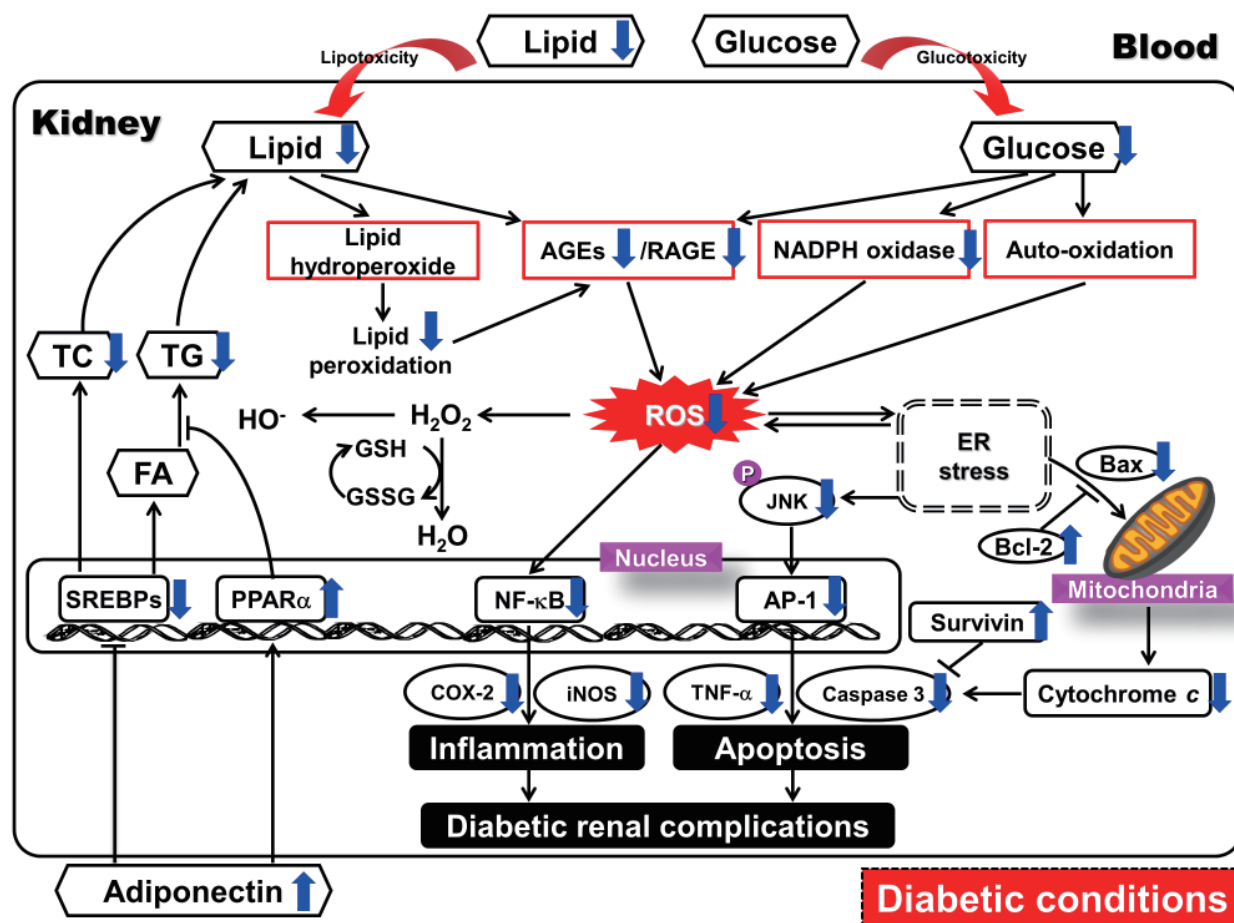 Lipid
Glucose
Blood
Lipotoxicity
Glucotoxicity
Kidney
Lipid
Glucose
Lipid
hydroperoxide
AGEs /RAGE
NADPH oxidase
Auto-oxidation
Lipid
peroxidation
TC
TG
HO⁻
H₂O₂
ROS
ER
stress
Bax
GSH
GSSG
FA
P
JNK
H₂O
Bcl-2
Nucleus
Mitochondria
SREBPs
PPARα
NF-κB
AP-1
Survivin
COX-2
iNOS
TNF-α
Caspase 3
Cytochrome c
Inflammation
Apoptosis
Diabetic renal complications
Adiponectin
Diabetic conditions